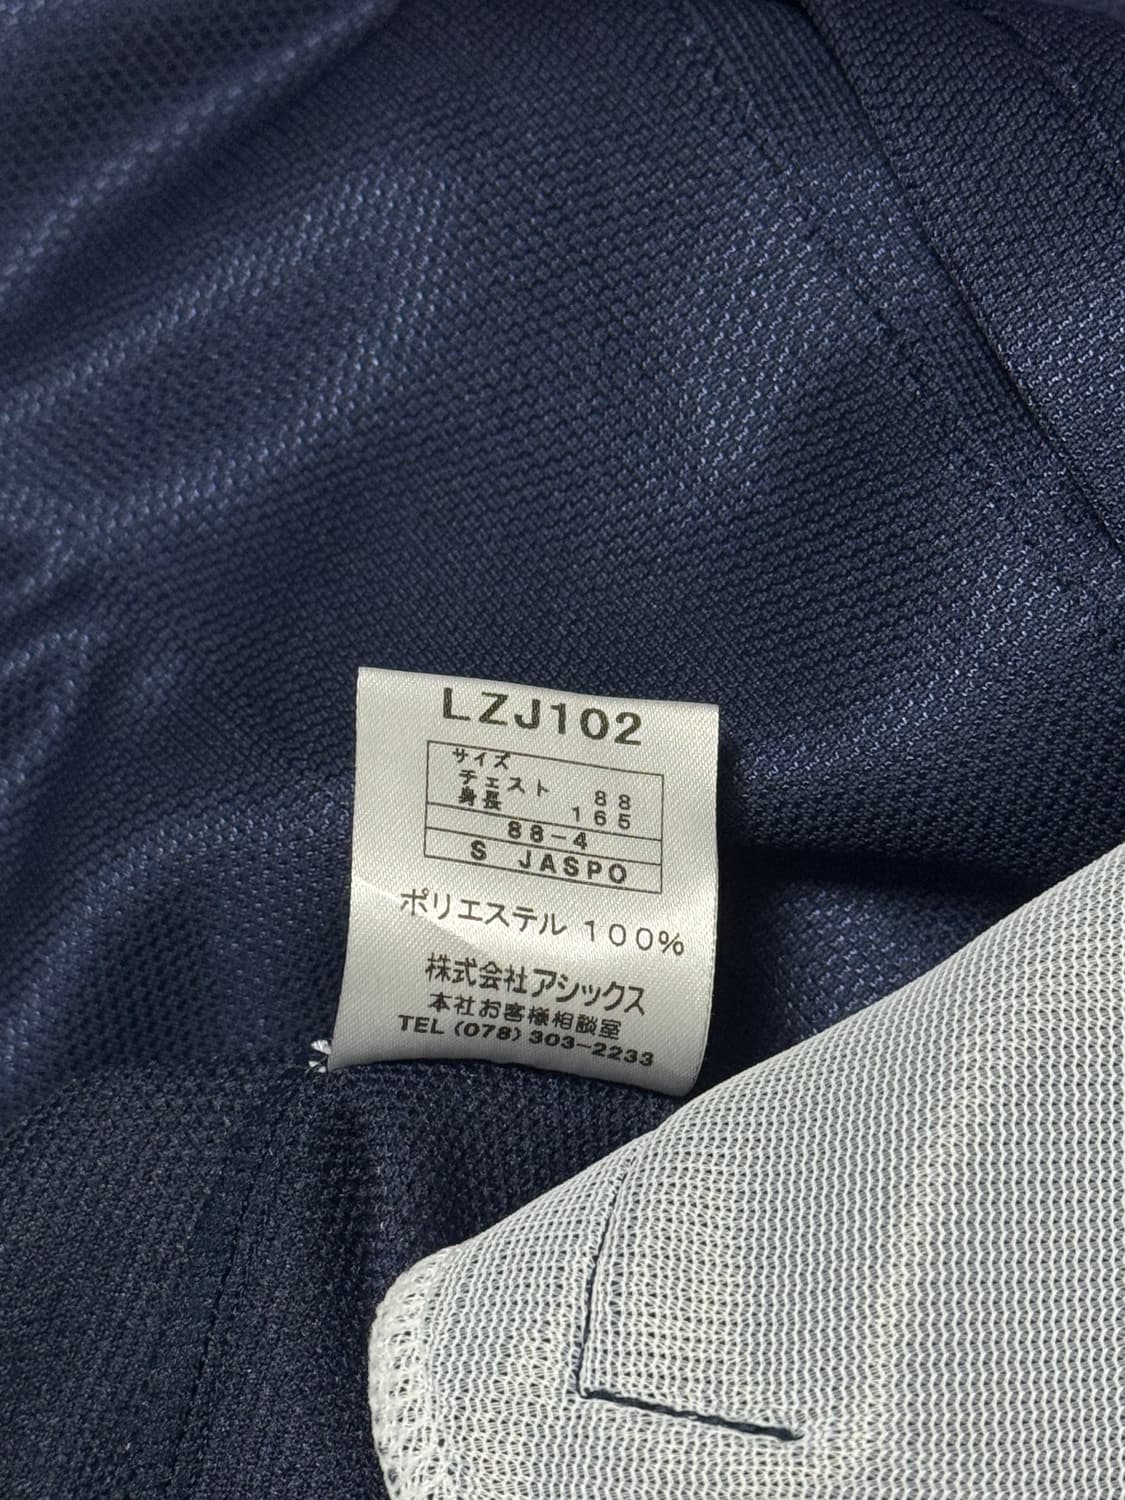 LZJ102
サイズ
チェスト 88
身長 165
88-4
S JASPO
ポリエステル 100%
株式会社アシックス
本社お客様相談室
TEL (078) 303-2233